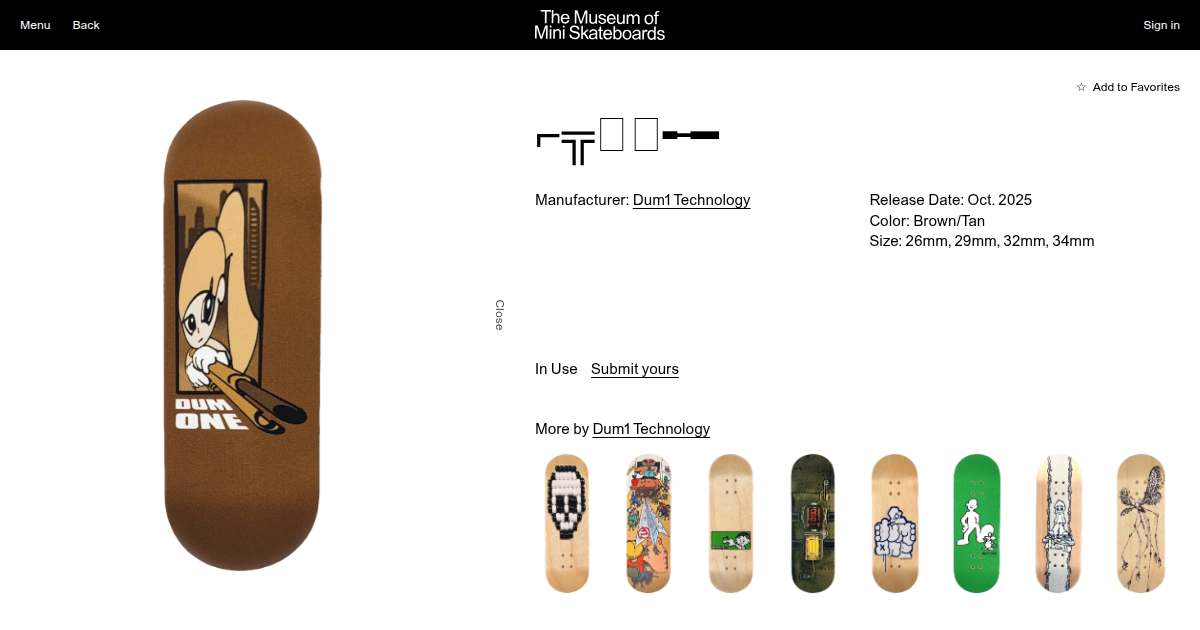 Menu
Back
The Museum of
Mini Skateboards
Sign in
☆ Add to Favorites
Manufacturer: Dum1 Technology
Release Date: Oct. 2025
Color: Brown/Tan
Size: 26mm, 29mm, 32mm, 34mm
DUM
ONE
Close
In Use Submit yours
More by Dum1 Technology